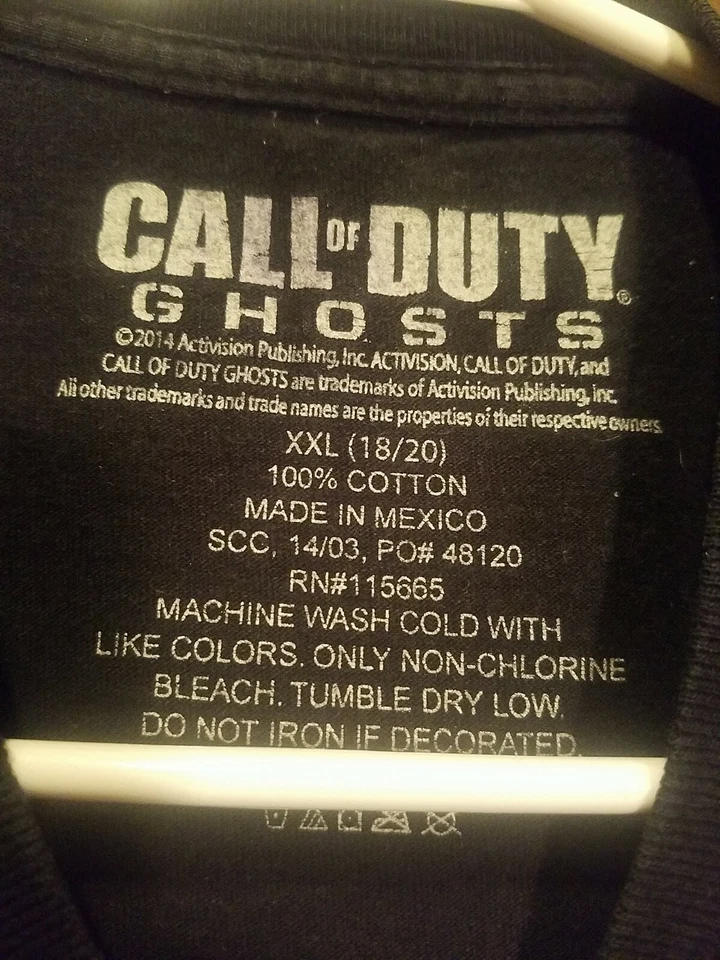 CALL OF DUTY®
GHOSTS
©2014 Activision Publishing, Inc. ACTIVISION, CALL OF DUTY, and
CALL OF DUTY GHOSTS are trademarks of Activision Publishing, Inc.
All other trademarks and trade names are the properties of their respective owners.
XXL (18/20)
100% COTTON
MADE IN MEXICO
SCC, 14/03, PO# 48120
RN#115665
MACHINE WASH COLD WITH
LIKE COLORS. ONLY NON-CHLORINE
BLEACH. TUMBLE DRY LOW.
DO NOT IRON IF DECORATED.